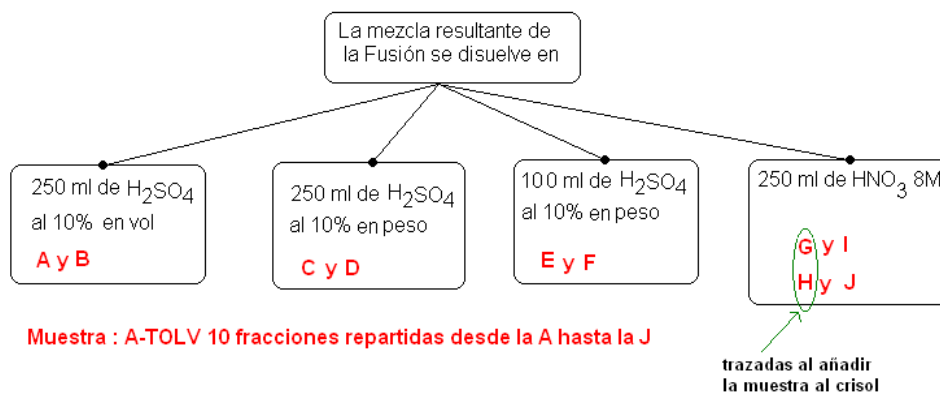 La mezcla resultante de
la Fusión se disuelve en
250 ml de H₂SO₄
al 10% en vol
A y B
250 ml de H₂SO₄
al 10% en peso
C y D
100 ml de H₂SO₄
al 10% en peso
E y F
250 ml de HNO₃ 8M
G y I
H y J
Muestra : A-TOLV 10 fracciones repartidas desde la A hasta la J
trazadas al añadir
la muestra al crisol